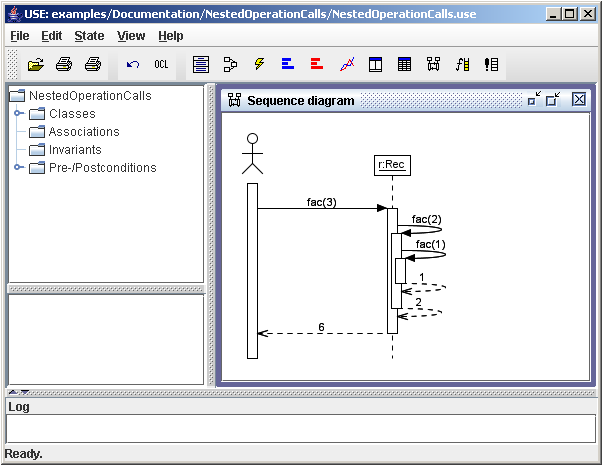 USE: examples/Documentation/NestedOperationCalls/NestedOperationCalls.use
File Edit State View Help
OCL
NestedOperationCalls
Classes
Associations
Invariants
Pre-/Postconditions
Sequence diagram
r:Rec
fac(3)
fac(2)
fac(1)
1
2
6
Log
Ready.